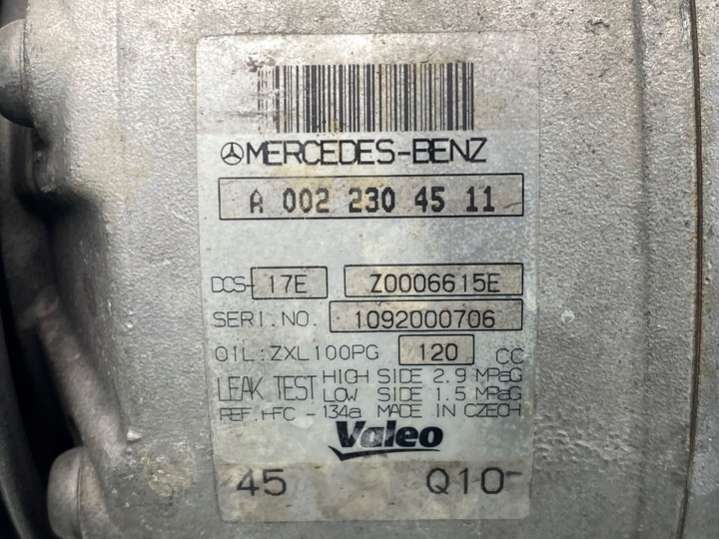 MERCEDES-BENZ
A 002 230 45 11
DCS- 17E Z0006615E
SERI.NO. 1092000706
OIL:ZXL100PG 120 CC
LEAK TEST HIGH SIDE 2.9 MPaG
LOW SIDE 1.5 MPaG
REF.HFC-134a MADE IN CZECH
Valeo
45 Q10